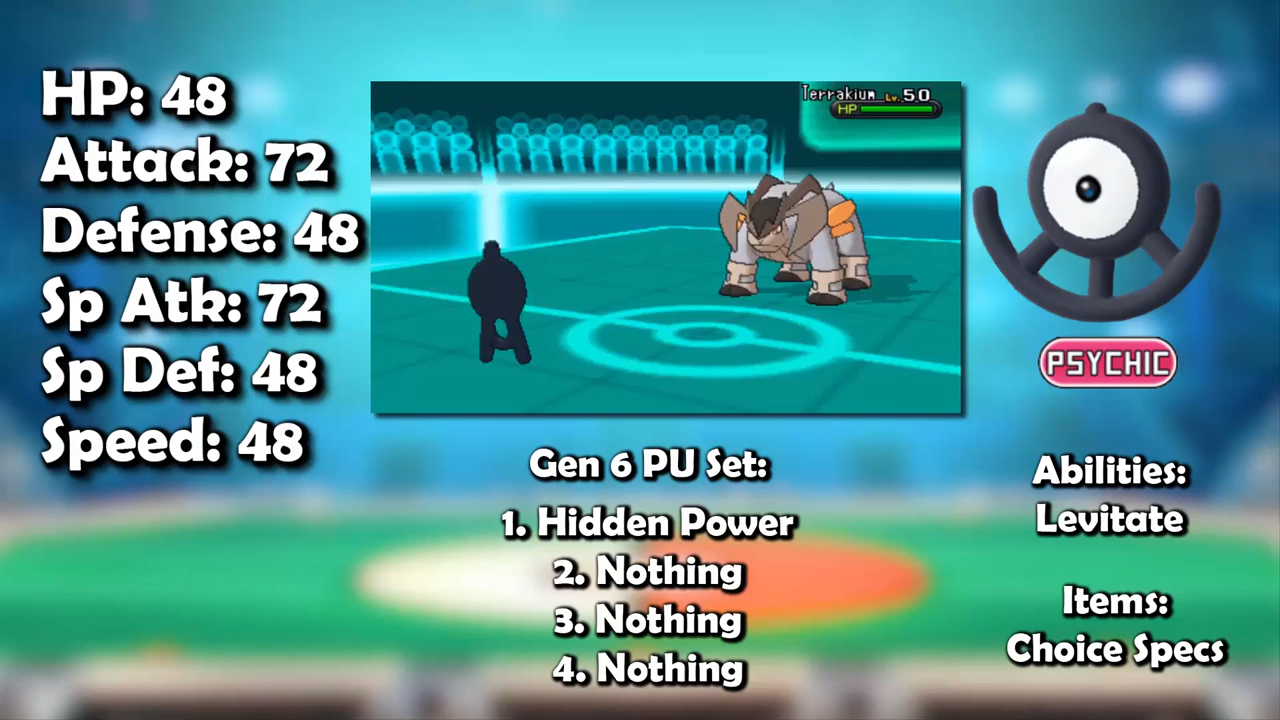 HP: 48
Attack: 72
Defense: 48
Sp Atk: 72
Sp Def: 48
Speed: 48
Terrakium Lv.50
HP
PSYCHIC
Gen 6 PU Set:
1. Hidden Power
2. Nothing
3. Nothing
4. Nothing
Abilities:
Levitate
Items:
Choice Specs